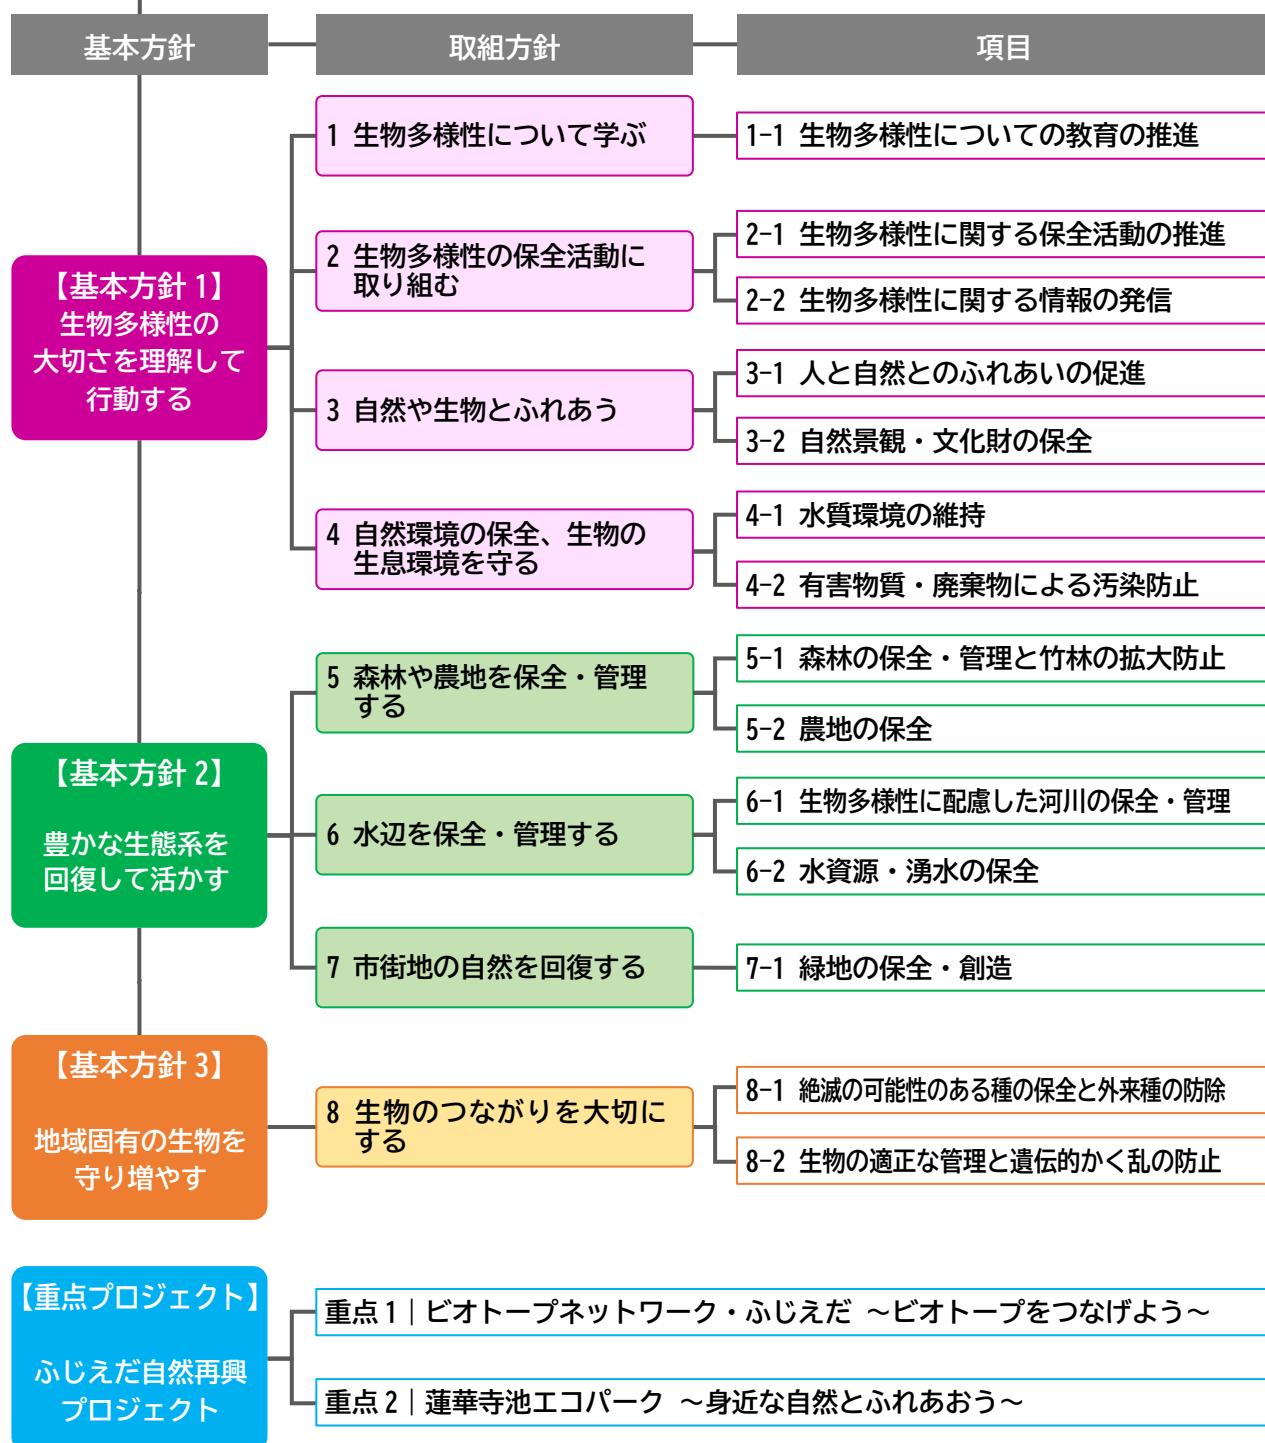 基本方針
取組方針
項目
【基本方針 1】
生物多様性の
大切さを理解して
行動する
1 生物多様性について学ぶ
1-1 生物多様性についての教育の推進
2 生物多様性の保全活動に
取り組む
2-1 生物多様性に関する保全活動の推進
2-2 生物多様性に関する情報の発信
3 自然や生物とふれあう
3-1 人と自然とのふれあいの促進
3-2 自然景観・文化財の保全
4 自然環境の保全、生物の
生息環境を守る
4-1 水質環境の維持
4-2 有害物質・廃棄物による汚染防止
【基本方針 2】
豊かな生態系を
回復して活かす
5 森林や農地を保全・管理
する
5-1 森林の保全・管理と竹林の拡大防止
5-2 農地の保全
6 水辺を保全・管理する
6-1 生物多様性に配慮した河川の保全・管理
6-2 水資源・湧水の保全
7 市街地の自然を回復する
7-1 緑地の保全・創造
【基本方針 3】
地域固有の生物を
守り増やす
8 生物のつながりを大切に
する
8-1 絶滅の可能性のある種の保全と外来種の防除
8-2 生物の適正な管理と遺伝的かく乱の防止
【重点プロジェクト】
ふじえだ自然再興
プロジェクト
重点 1｜ビオトープネットワーク・ふじえだ ～ビオトープをつなげよう～
重点 2｜蓮華寺池エコパーク ～身近な自然とふれあおう～